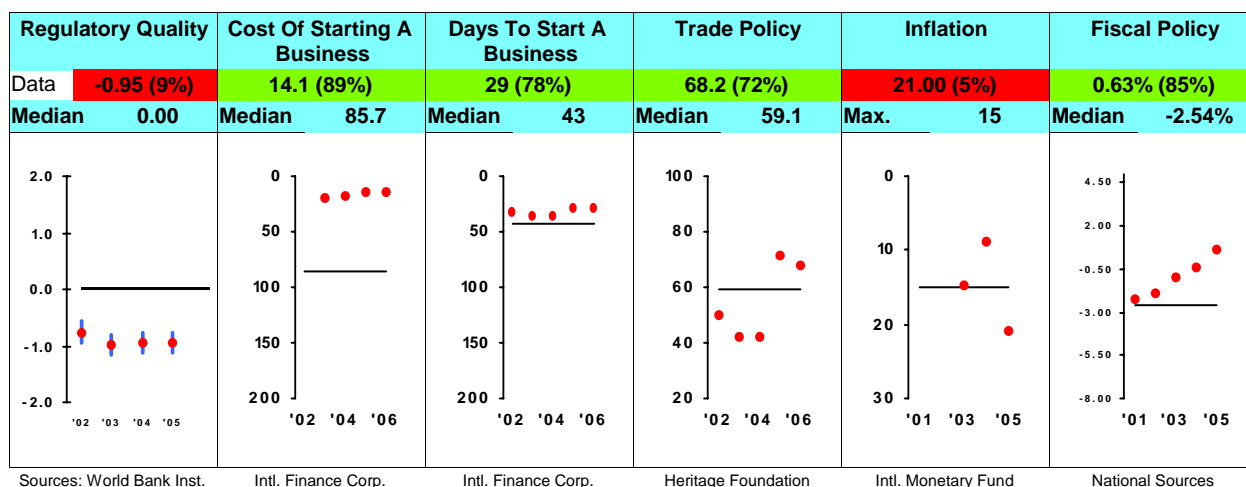 Regulatory Quality
Data -0.95 (9%)
Median 0.00
2.0
1.0
0.0
-1.0
-2.0
'02 '03 '04 '05
Sources: World Bank Inst.
Cost Of Starting A
Business
14.1 (89%)
Median 85.7
0
50
100
150
200
'02 '04 '06
Intl. Finance Corp.
Days To Start A
Business
29 (78%)
Median 43
0
50
100
150
200
'02 '04 '06
Intl. Finance Corp.
Trade Policy
68.2 (72%)
Median 59.1
100
80
60
40
20
'02 '04 '06
Heritage Foundation
Inflation
21.00 (5%)
Max. 15
0
10
20
30
'01 '03 '05
Intl. Monetary Fund
Fiscal Policy
0.63% (85%)
Median -2.54%
4.50
2.00
-0.50
-3.00
-5.50
-8.00
'01 '03 '05
National Sources